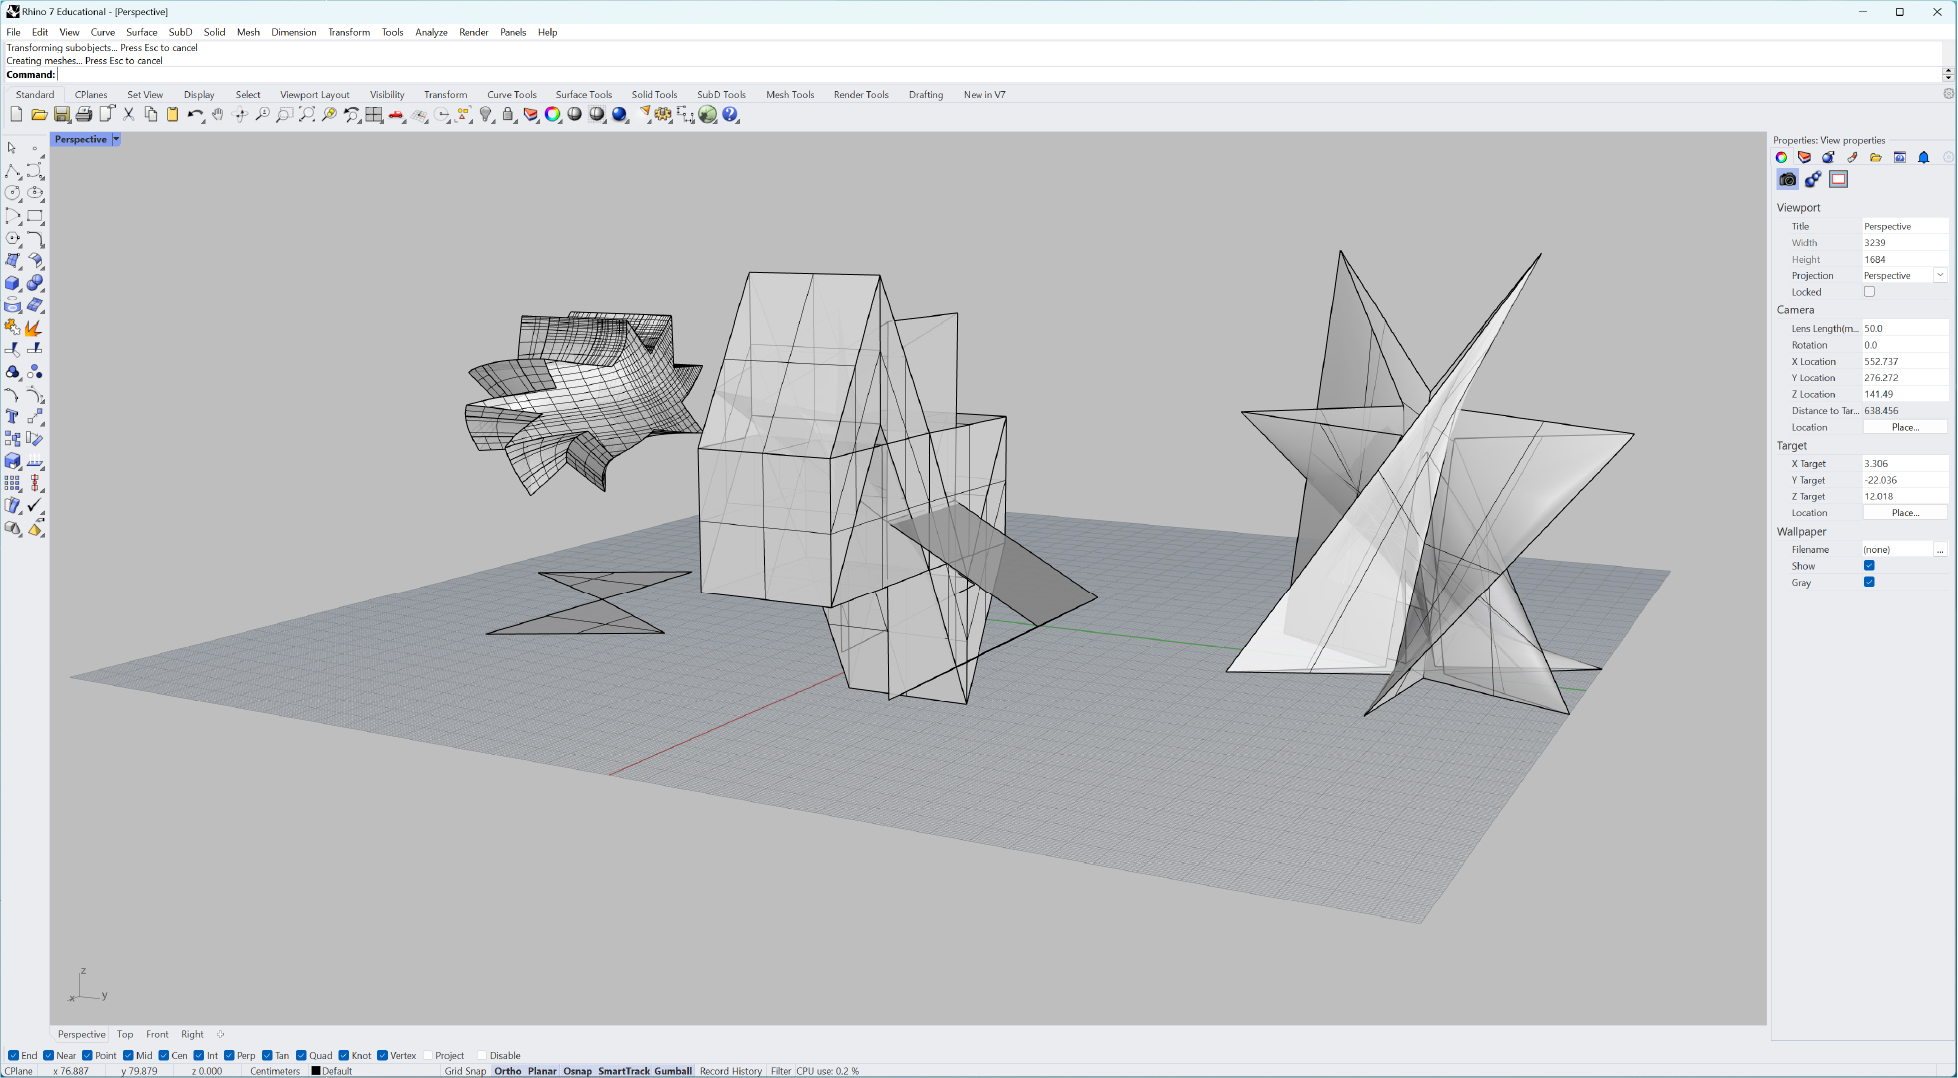 Rhino 7 Educational - [Perspective]
File Edit View Curve Surface SubD Solid Mesh Dimension Transform Tools Analyze Render Panels Help
Transforming subobjects... Press Esc to cancel
Creating meshes... Press Esc to cancel
Command:
Standard CPlanes Set View Display Select Viewport Layout Visibility Transform Curve Tools Surface Tools Solid Tools SubD Tools Mesh Tools Render Tools Drafting New in V7
Perspective
Properties: View properties
Viewport
Title Perspective
Width 3239
Height 1684
Projection Perspective
Locked
Camera
Lens Length(m... 50.0
Rotation 0.0
X Location 552.737
Y Location 276.272
Z Location 141.49
Distance to Tar... 638.456
Location Place...
Target
X Target 3.306
Y Target -22.036
Z Target 12.018
Location Place...
Wallpaper
Filename (none) ...
Show
Gray
z
x y
Perspective Top Front Right
End Near Point Mid Cen Int Perp Tan Quad Knot Vertex Project Disable
CPlane x 76.887 y 79.879 z 0.000 Centimeters Default Grid Snap Ortho Planar Osnap SmartTrack Gumball Record History Filter CPU use: 0.2 %